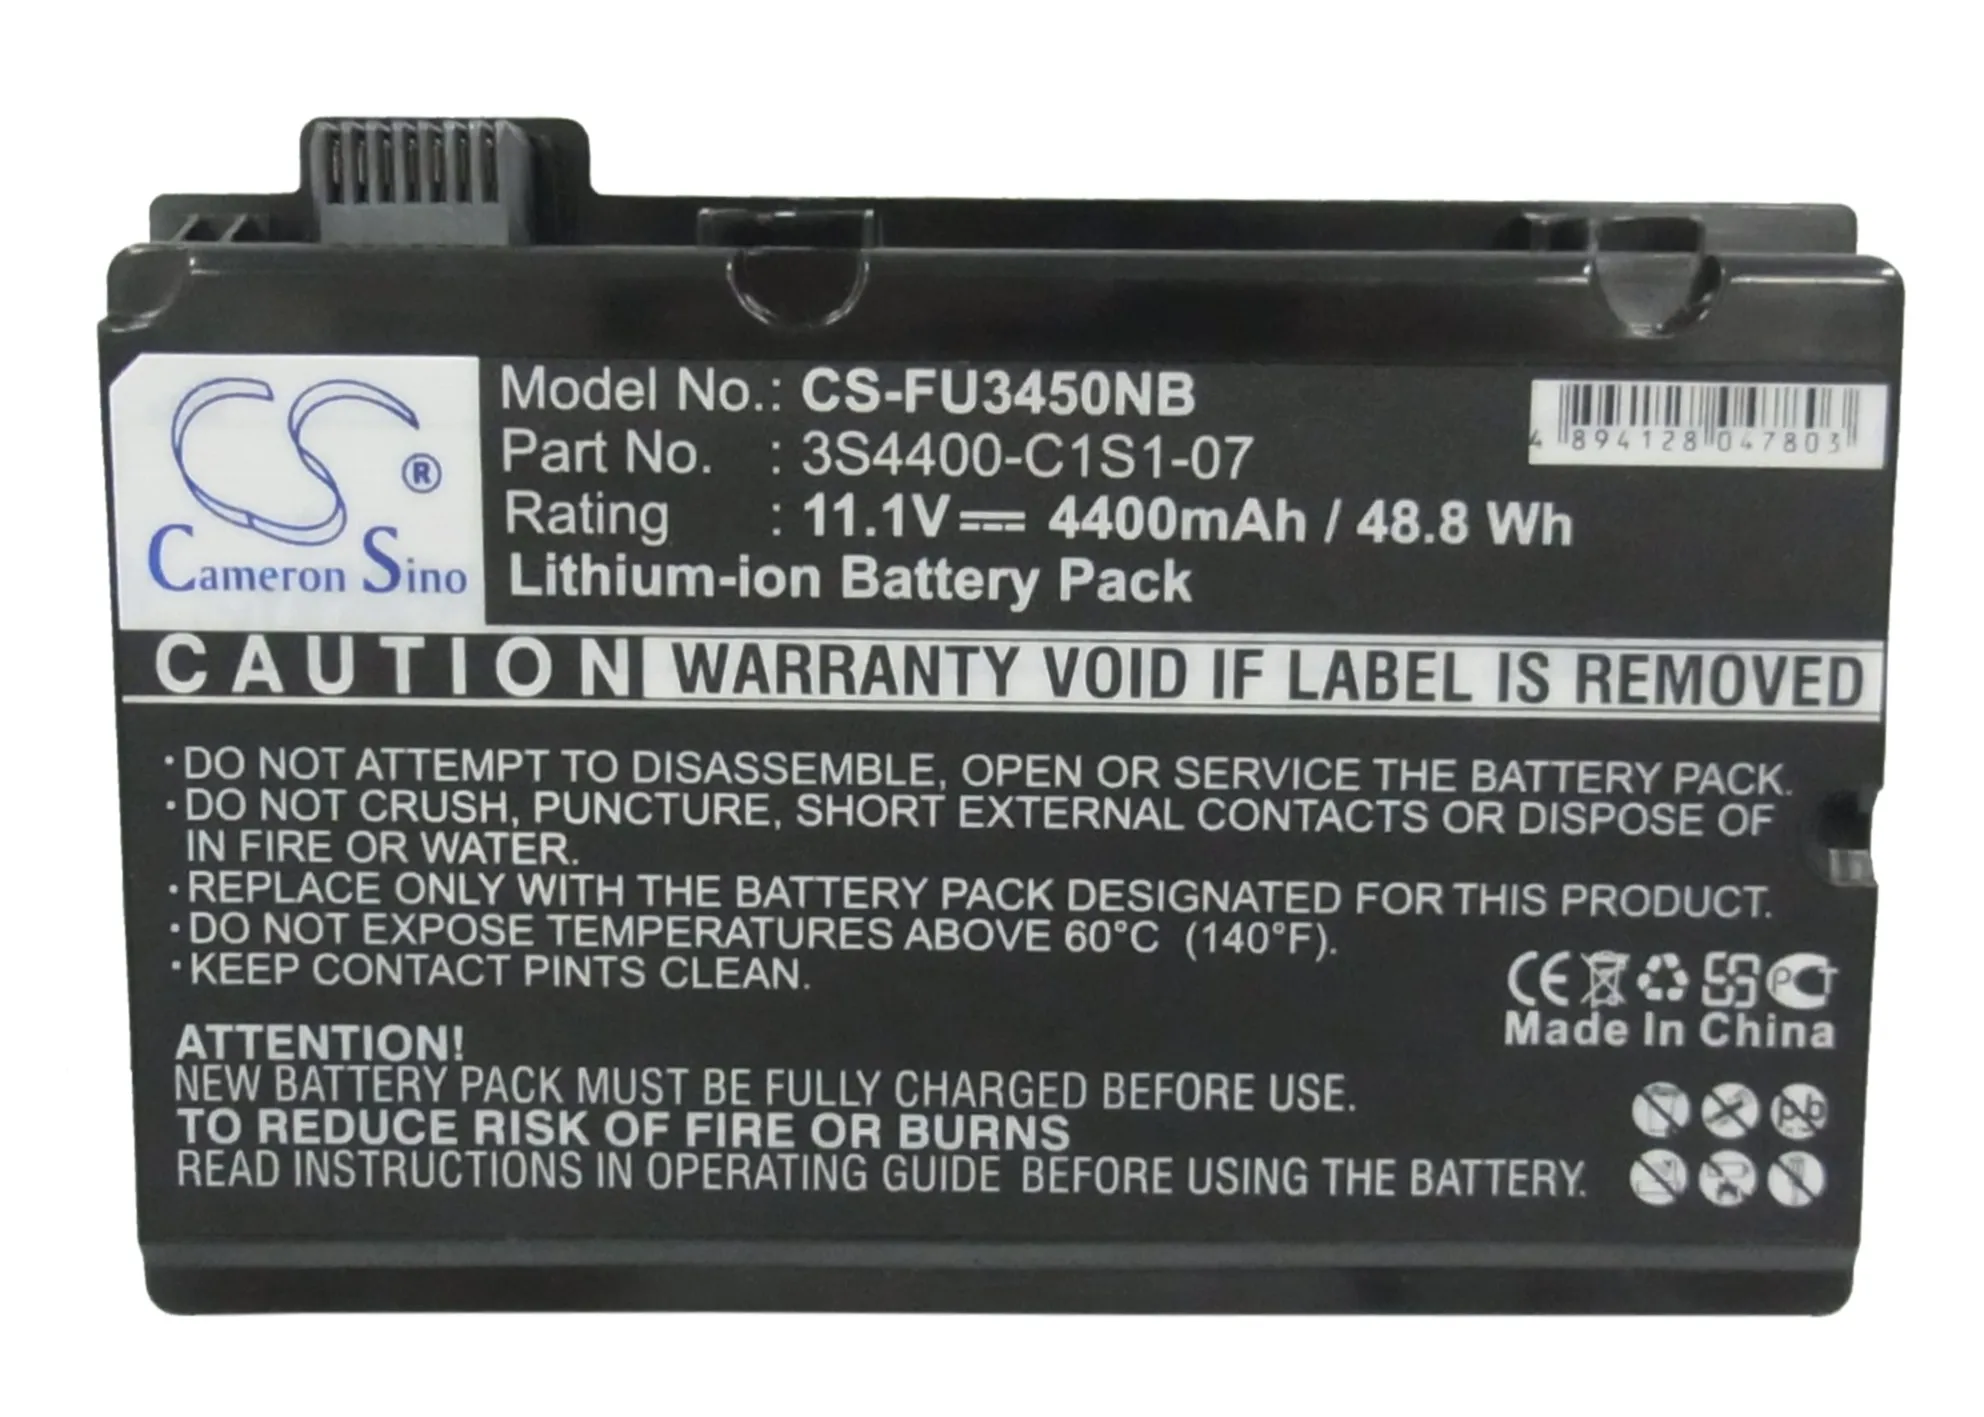 Model No.: CS-FU3450NB
Part No. : 3S4400-C1S1-07
Rating : 11.1V 4400mAh / 48.8 Wh
Lithium-ion Battery Pack
CS ®
Cameron Sino
4 894128 047803
CAUTION WARRANTY VOID IF LABEL IS REMOVED
·DO NOT ATTEMPT TO DISASSEMBLE, OPEN OR SERVICE THE BATTERY PACK.
·DO NOT CRUSH, PUNCTURE, SHORT EXTERNAL CONTACTS OR DISPOSE OF
IN FIRE OR WATER.
·REPLACE ONLY WITH THE BATTERY PACK DESIGNATED FOR THIS PRODUCT.
·DO NOT EXPOSE TEMPERATURES ABOVE 60°C (140°F).
·KEEP CONTACT PINTS CLEAN.
CE PCT
Made In China
ATTENTION!
NEW BATTERY PACK MUST BE FULLY CHARGED BEFORE USE.
TO REDUCE RISK OF FIRE OR BURNS
READ INSTRUCTIONS IN OPERATING GUIDE BEFORE USING THE BATTERY.
Pb